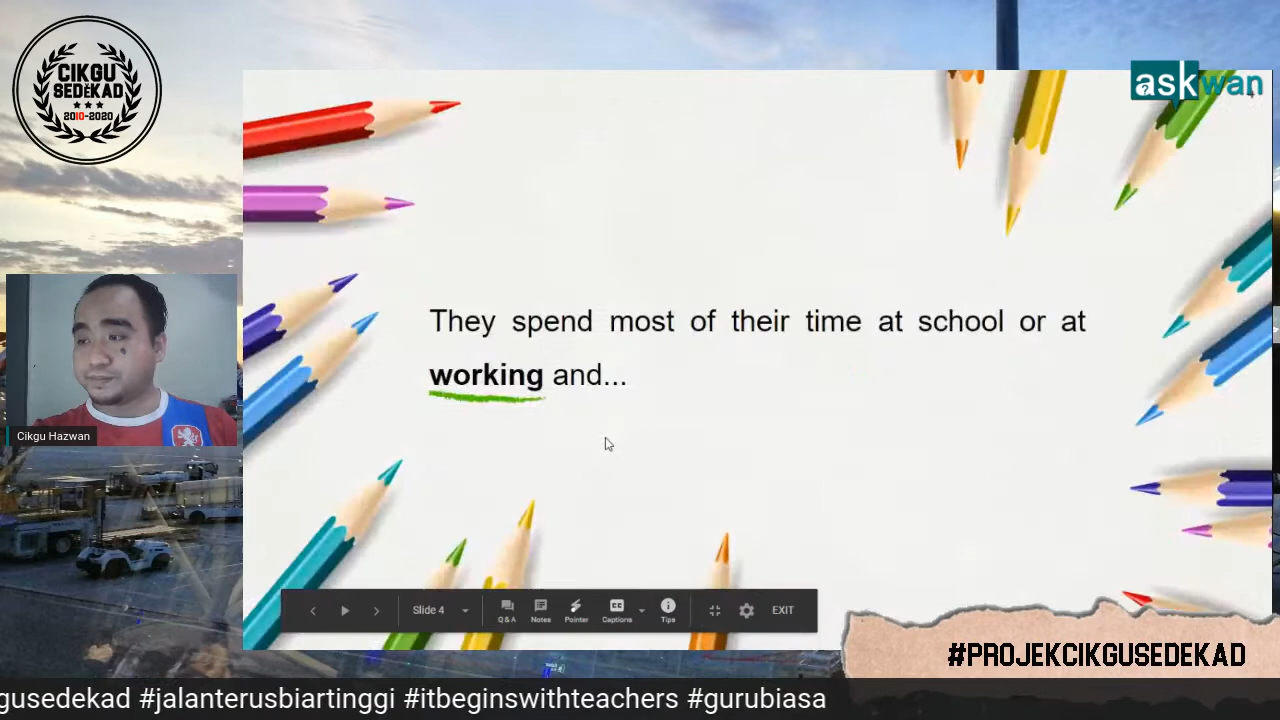 CIKGU
SEDEKAD
2010-2020
askwan
They spend most of their time at school or at
working and...
Cikgu Hazwan
Slide 4
Q & A
Notes
Pointer
Captions
Tips
EXIT
#PROJEKCIKGUSEDEKAD
gusedekad #jalanterusbiartinggi #itbeginswithteachers #gurubiasa